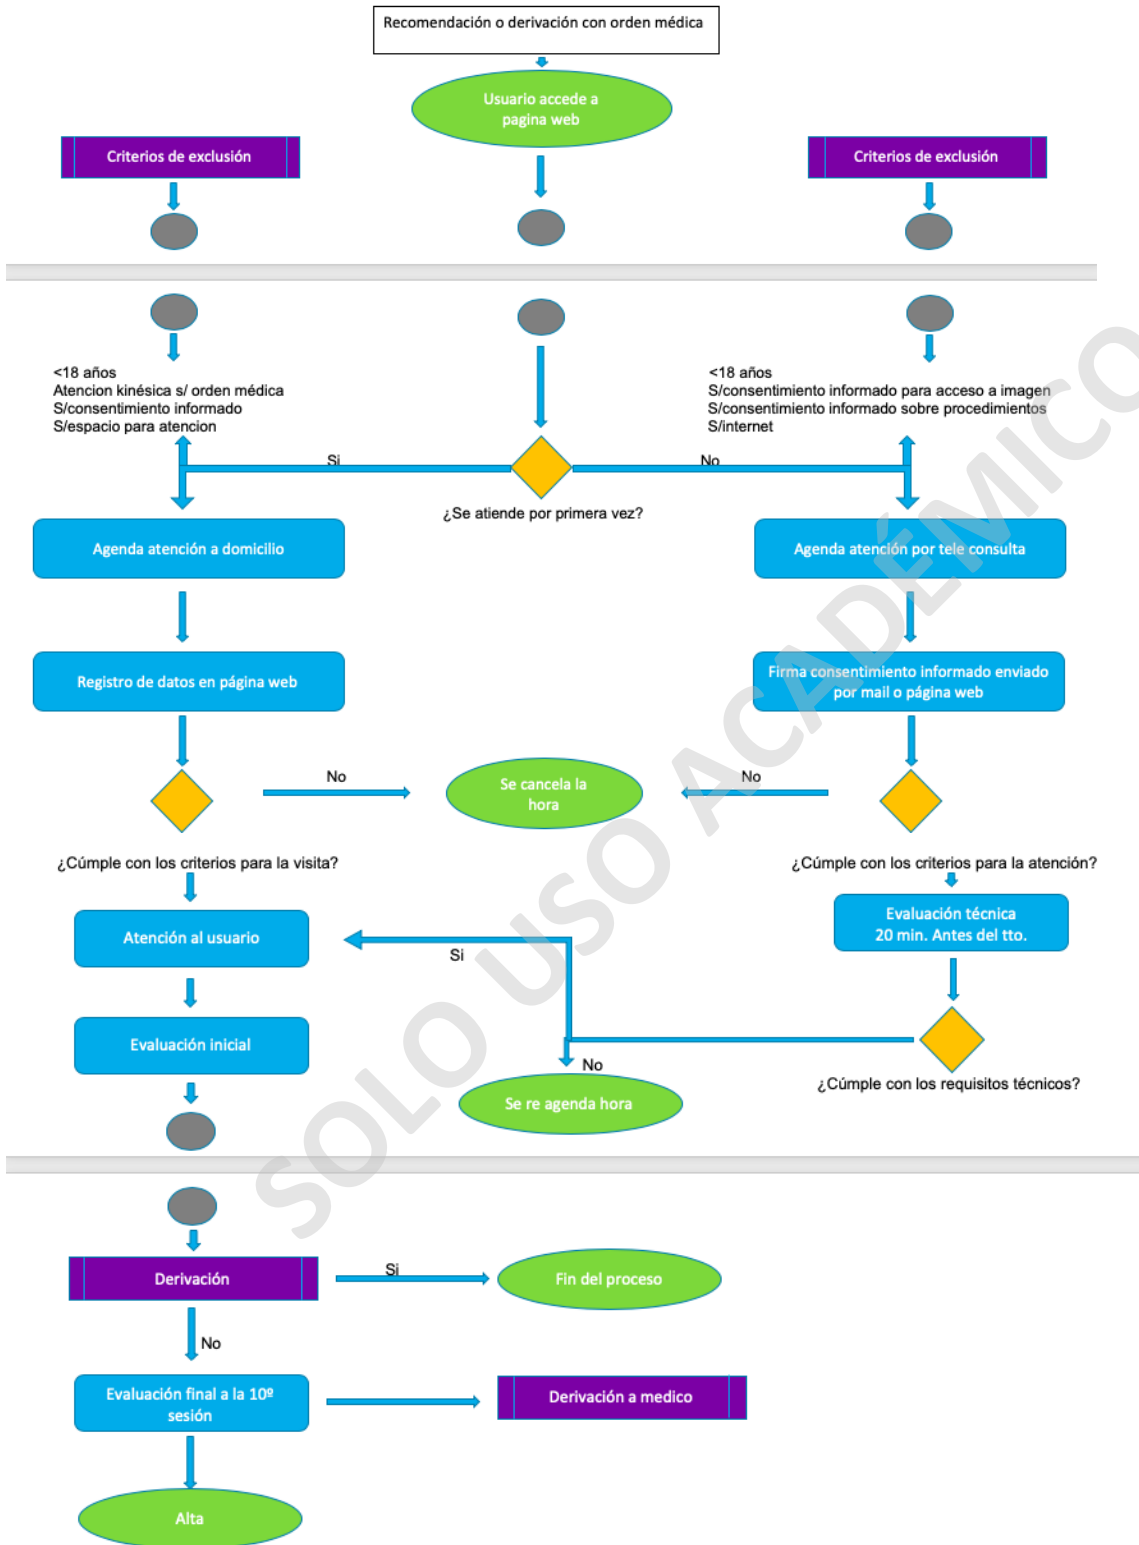 Recomendación o derivación con orden médica
Usuario accede a
pagina web
Criterios de exclusión
Criterios de exclusión
<18 años
Atencion kinésica s/ orden médica
S/consentimiento informado
S/espacio para atencion
<18 años
S/consentimiento informado para acceso a imagen
S/consentimiento informado sobre procedimientos
S/internet
Si
No
¿Se atiende por primera vez?
Agenda atención a domicilio
Agenda atención por tele consulta
Registro de datos en página web
Firma consentimiento informado enviado
por mail o página web
No
Se cancela la
hora
No
¿Cúmple con los criterios para la visita?
¿Cúmple con los criterios para la atención?
Atención al usuario
Evaluación técnica
20 min. Antes del tto.
Si
Evaluación inicial
No
¿Cúmple con los requisitos técnicos?
Se re agenda hora
Derivación
Si
Fin del proceso
No
Evaluación final a la 10º
sesión
Derivación a medico
Alta
SOLO USO ACADÉMICO